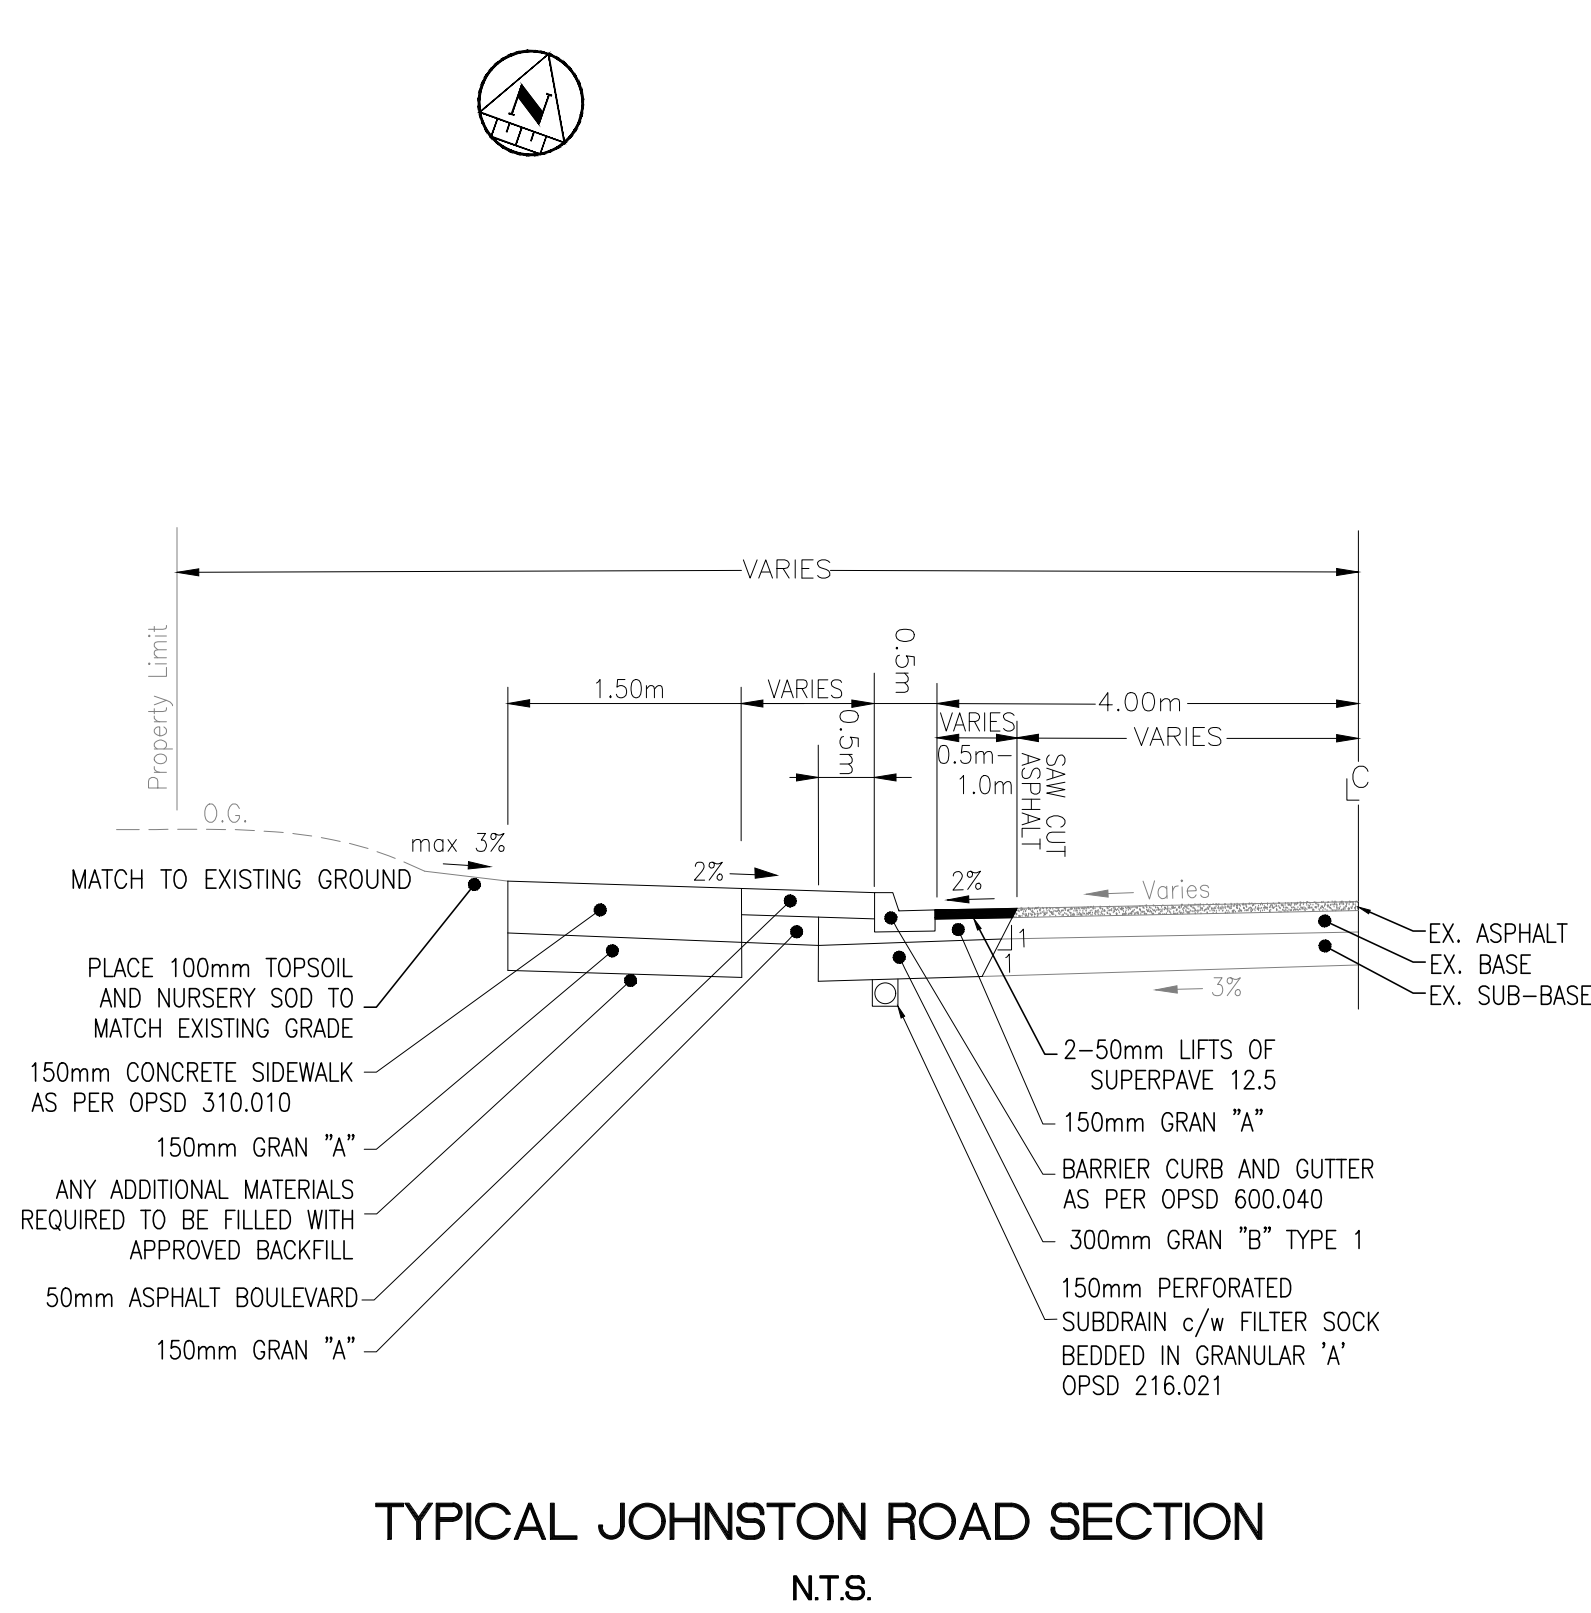 N
VARIES
Property Limit
0.5m
1.50m
VARIES
4.00m
VARIES
0.5m-
1.0m
0.5m
VARIES
SAW CUT
ASPHALT
CL
O.G.
max 3%
MATCH TO EXISTING GROUND
2%
2%
Varies
EX. ASPHALT
EX. BASE
EX. SUB-BASE
1
1
3%
PLACE 100mm TOPSOIL
AND NURSERY SOD TO
MATCH EXISTING GRADE
150mm CONCRETE SIDEWALK
AS PER OPSD 310.010
150mm GRAN "A"
ANY ADDITIONAL MATERIALS
REQUIRED TO BE FILLED WITH
APPROVED BACKFILL
50mm ASPHALT BOULEVARD
150mm GRAN "A"
2-50mm LIFTS OF
SUPERPAVE 12.5
150mm GRAN "A"
BARRIER CURB AND GUTTER
AS PER OPSD 600.040
300mm GRAN "B" TYPE 1
150mm PERFORATED
SUBDRAIN c/w FILTER SOCK
BEDDED IN GRANULAR 'A'
OPSD 216.021
TYPICAL JOHNSTON ROAD SECTION
N.T.S.